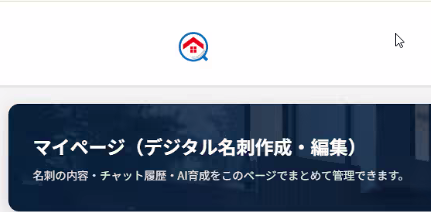 マイページ（デジタル名刺作成・編集）
名刺の内容・チャット履歴・AI育成をこのページでまとめて管理できます。